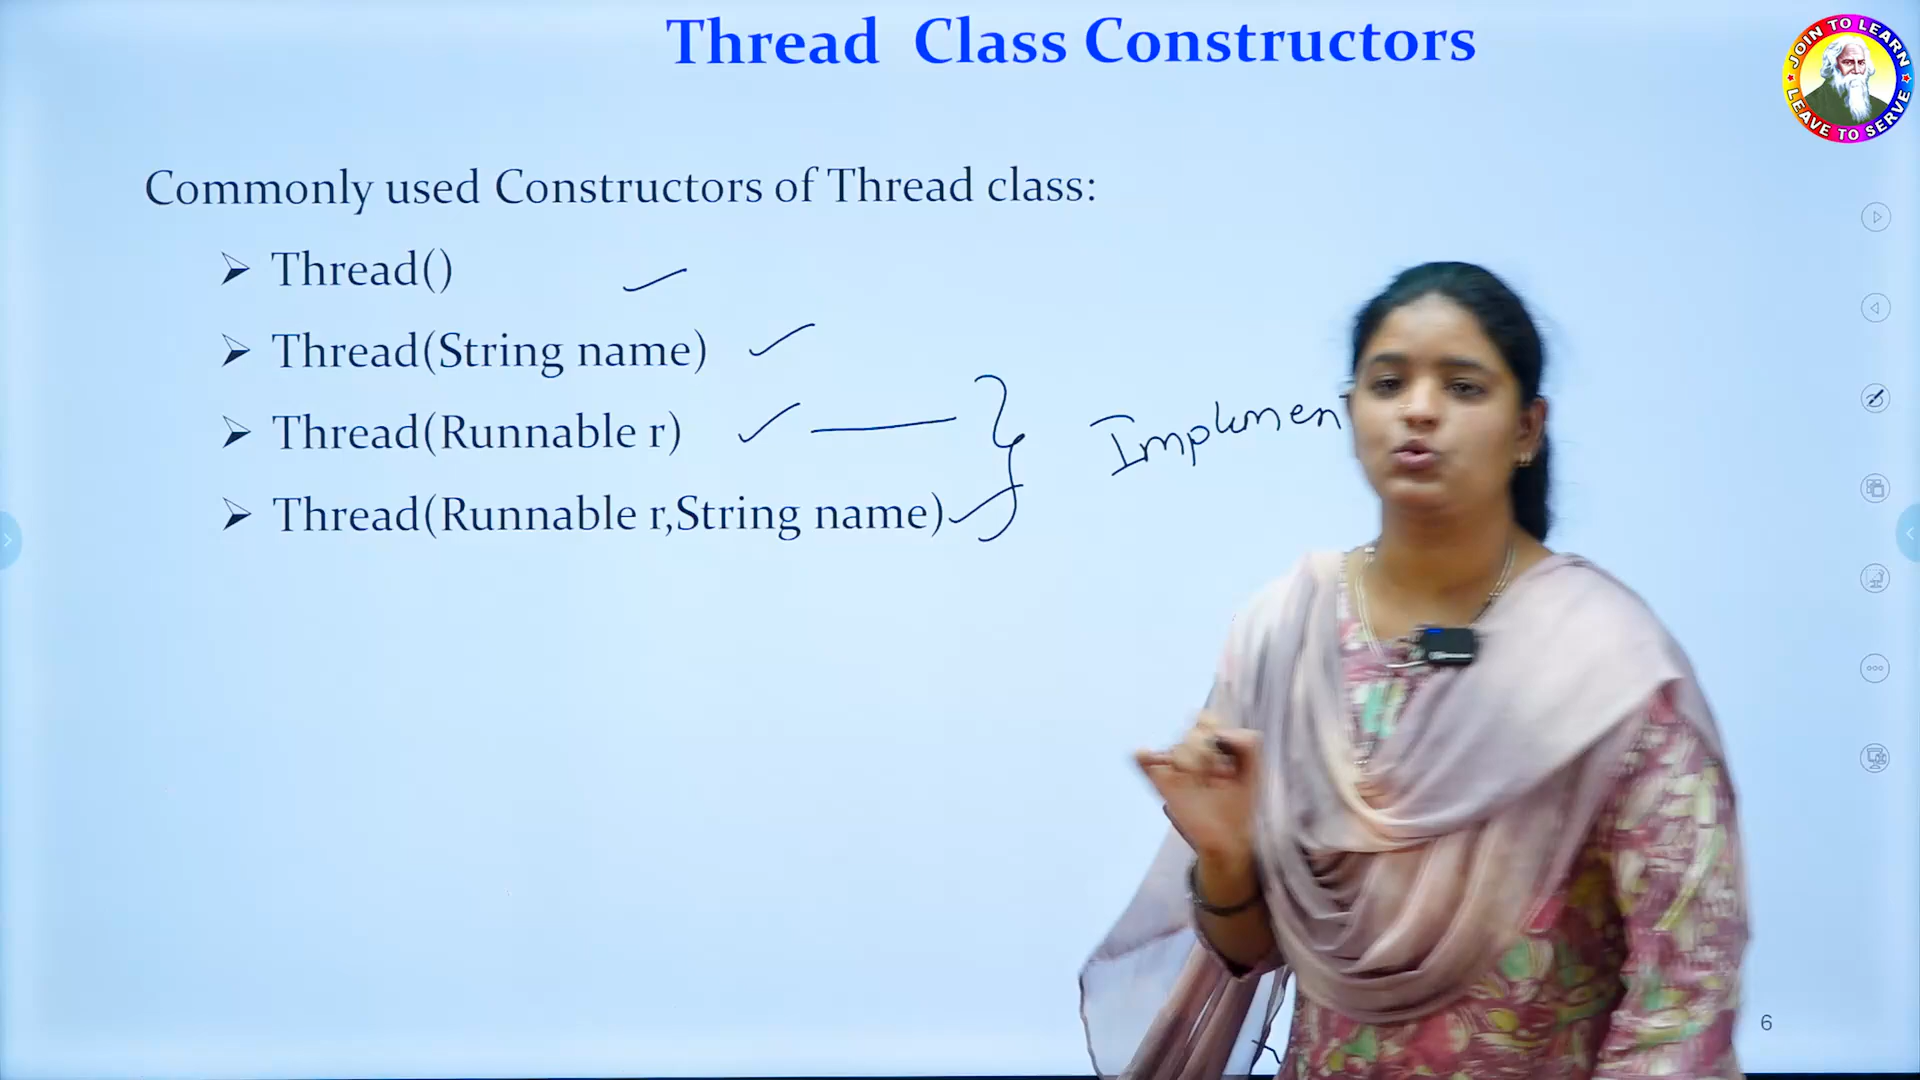 Thread Class Constructors
JOIN TO LEARN
LEAVE TO SERVE
Commonly used Constructors of Thread class:
➤ Thread()
➤ Thread(String name)
➤ Thread(Runnable r)
➤ Thread(Runnable r,String name)
Implemen
6